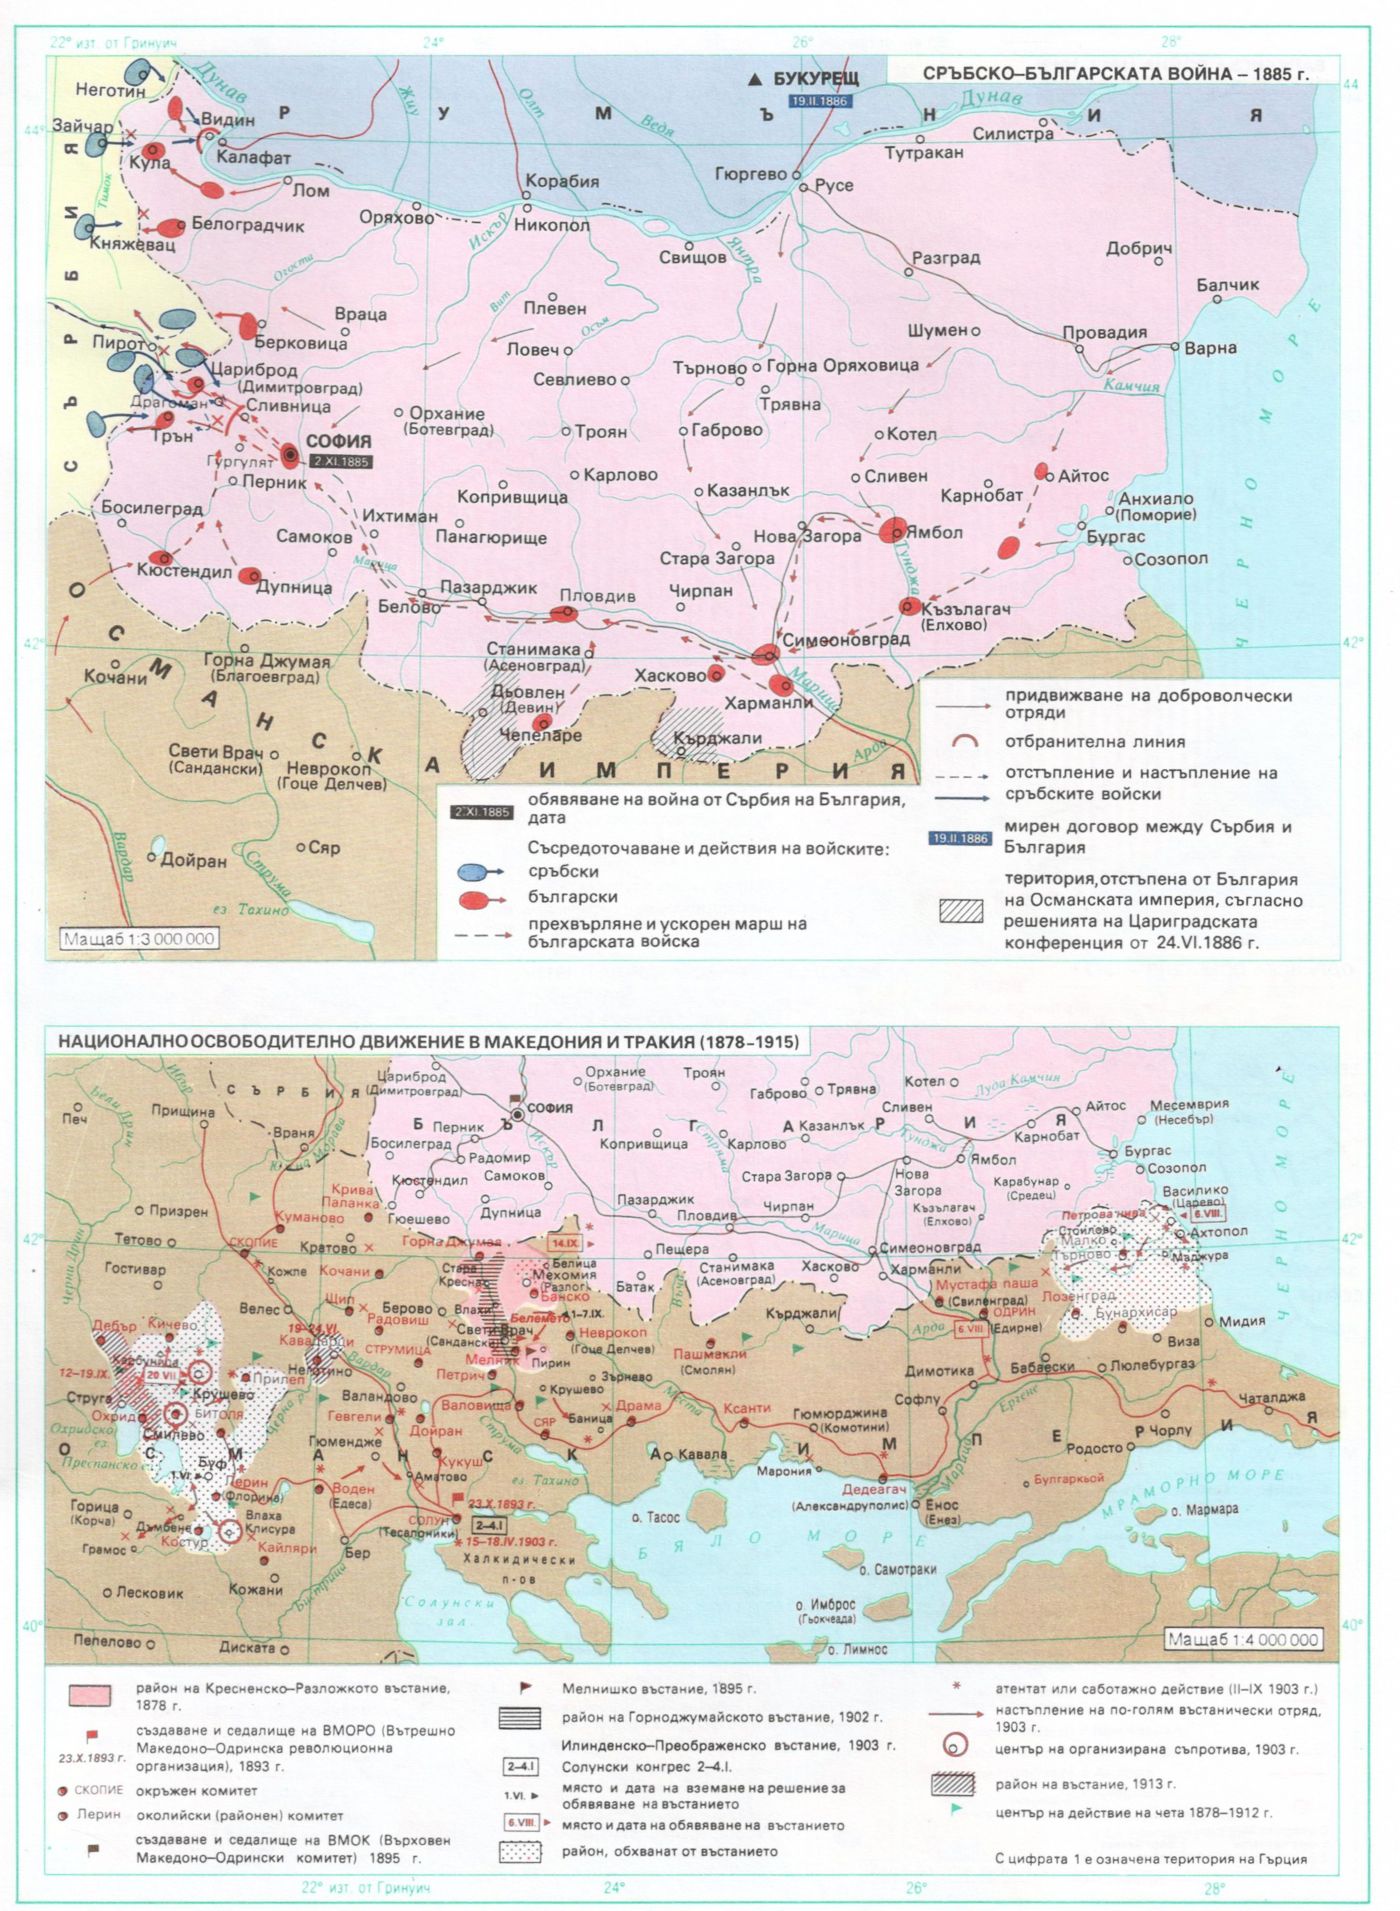 22° изт. от Гринуич
24°
26°
28°
СРЪБСКО–БЪЛГАРСКАТА ВОЙНА – 1885 г.
44
44°
42°
42°
БУКУРЕЩ
19.II.1886
Р У М Ъ Н И Я
Дунав
Дунав
Жиу
Олт
Ведя
Неготин
Зайчар
Видин
Калафат
Кула
Тимок
Лом
Белоградчик
Княжевац
С Ъ Р Б И Я
Оряхово
Корабия
Никопол
Искър
Гюргево
Русе
Тутракан
Силистра
Свищов
Янтра
Разград
Добрич
Балчик
Огоста
Вит
Осъм
Плевен
Враца
Берковица
Пирот
Ловеч
Шумен
Провадия
Варна
Камчия
Цариброд
(Димитровград)
Драгоман
Сливница
Трън
Гургулят
СОФИЯ
2.XI.1885
Перник
Орхание
(Ботевград)
Севлиево
Търново
Горна Оряховица
Трявна
Троян
Габрово
Котел
Карлово
Казанлък
Сливен
Карнобат
Айтос
Анхиало
(Поморие)
Бургас
Созопол
Копривщица
Панагюрище
Ихтиман
Самоков
Босилеград
Кюстендил
Дупница
Нова Загора
Ямбол
Тунджа
Стара Загора
Чирпан
Марица
Белово
Пазарджик
Пловдив
Къзълагач
(Елхово)
Симеоновград
Станимака
(Асеновград)
Хасково
Харманли
Марица
Дьовлен
(Девин)
Чепеларе
Кърджали
Арда
Горна Джумая
(Благоевград)
Кочани
Свети Врач
(Сандански)
Неврокоп
(Гоце Делчев)
О С М А Н С К А И М П Е Р И Я
Вардар
Дойран
Сяр
Струма
ез. Тахино
Ч Е Р Н О М О Р Е
Мащаб 1:3 000 000
2.XI.1885
обявяване на война от Сърбия на България,
дата
Съсредоточаване и действия на войските:
сръбски
български
прехвърляне и ускорен марш на
българската войска
придвижване на доброволчески
отряди
отбранителна линия
отстъпление и настъпление на
сръбските войски
19.II.1886
мирен договор между Сърбия и
България
територия, отстъпена от България
на Османската империя, съгласно
решенията на Цариградската
конференция от 24.VI.1886 г.
НАЦИОНАЛНО ОСВОБОДИТЕЛНО ДВИЖЕНИЕ В МАКЕДОНИЯ И ТРАКИЯ (1878–1915)
Ибър
Бели Дрин
Печ
Прищина
С Ъ Р Б И Я
Враня
Южна Морава
Цариброд
(Димитровград)
СОФИЯ
Орхание
(Ботевград)
Троян
Габрово
Трявна
Котел
Луда Камчия
Б Ъ Л Г А Р И Я
Босилеград
Перник
Радомир
Искър
Копривщица
Стряма
Карлово
Казанлък
Сливен
Тунджа
Карнобат
Айтос
Месемврия
(Несебър)
Бургас
Созопол
Кюстендил
Самоков
Дупница
Гюешево
Пазарджик
Пловдив
Чирпан
Стара Загора
Нова
Загора
Ямбол
Карабунар
(Средец)
Къзълагач
(Елхово)
Василико
(Царево)
6.VIII.
Петрова нива
Стоилово
Ахтопол
Малко
Търново
Маджура
Лозенград
Бунархисар
Виза
Мидия
Призрен
Тетово
Гостивар
Черни Дрин
Крива
Паланка
Куманово
СКОПИЕ
Кратово
Кожле
Кочани
Велес
Щип
Берово
Радовиш
СТРУМИЦА
Горна Джумая
14.IX
Стара
Кресна
Белица
Мехомия
(Разлог)
Банско
Влахи
Белемето
1–7.IX.
Свети Врач
(Сандански)
Мелник
Пирин
Неврокоп
(Гоце Делчев)
Петрич
Пещера
Батак
Станимака
(Асеновград)
Въча
Хасково
Харманли
Симеоновград
Марица
Кърджали
Арда
Пашмакли
(Смолян)
Мустафа паша
(Свиленград)
ОДРИН
(Едирне)
6.VIII
Димотика
Софлу
Бабаески
Люлебургаз
Ергене
Чаталджа
Чорлу
Родосто
Булгаркьой
Дебър
Кичево
12–19.IX.
20 VII
Крушево
Струга
Охрид
Охридско
ез.
Преспанско ез.
БИТОЛЯ
Смилево
Прилеп
19–24.VI.
Кавадарци
Неготино
Вардар
Черна р.
Валандово
Гевгели
Дойран
Гюмендже
Кукуш
Аматово
Валовища
Крушево
Зърнево
Баница
СЯР
Драма
Места
Струма
ез. Тахино
Ксанти
Гюмюрджина
(Комотини)
Кавала
Марония
Дедеагач
(Александруполис)
Енос
(Енез)
Марица
Буф
1.VI
Лерин
(Флорина)
Воден
(Едеса)
Влаха
Клисура
Горица
(Корча)
Дъмбене
Костур
Грамос
Кайляри
Бер
Кожани
Лесковик
Пепелово
Диската
Бистрица
СОЛУН
(Тесалоники)
23.X.1893 г.
2–4.I
15–18.IV.1903 г.
Халкидически
п-ов
Солунски
зал.
о. Тасос
Б Я Л О М О Р Е
о. Самотраки
о. Имброс
(Гьокчеада)
о. Лимнос
о. Мармара
МРАМОРНО МОРЕ
Ч Е Р Н О М О Р Е
О С М А Н С К А И М П Е Р И Я
42°
42°
40°
40°
Мащаб 1:4 000 000
район на Кресненско–Разложкото въстание,
1878 г.
създаване и седалище на ВМОРО (Вътрешно
23.X.1893 г. Македоно–Одринска революционна
организация), 1893 г.
СКОПИЕ окръжен комитет
Лерин околийски (районен) комитет
създаване и седалище на ВМОК (Върховен
Македоно–Одрински комитет) 1895 г.
Мелнишко въстание, 1895 г.
район на Горноджумайското въстание, 1902 г.
Илинденско–Преображенско въстание, 1903 г.
2–4.I Солунски конгрес 2–4.I.
1.VI. място и дата на вземане на решение за
обявяване на въстанието
6.VIII. място и дата на обявяване на въстанието
район, обхванат от въстанието
атентат или саботажно действие (II–IX 1903 г.)
настъпление на по-голям въстанически отряд,
1903 г.
център на организирана съпротива, 1903 г.
район на въстание, 1913 г.
център на действие на чета 1878–1912 г.
С цифрата 1 е означена територия на Гърция
22° изт. от Гринуич
24°
26°
28°